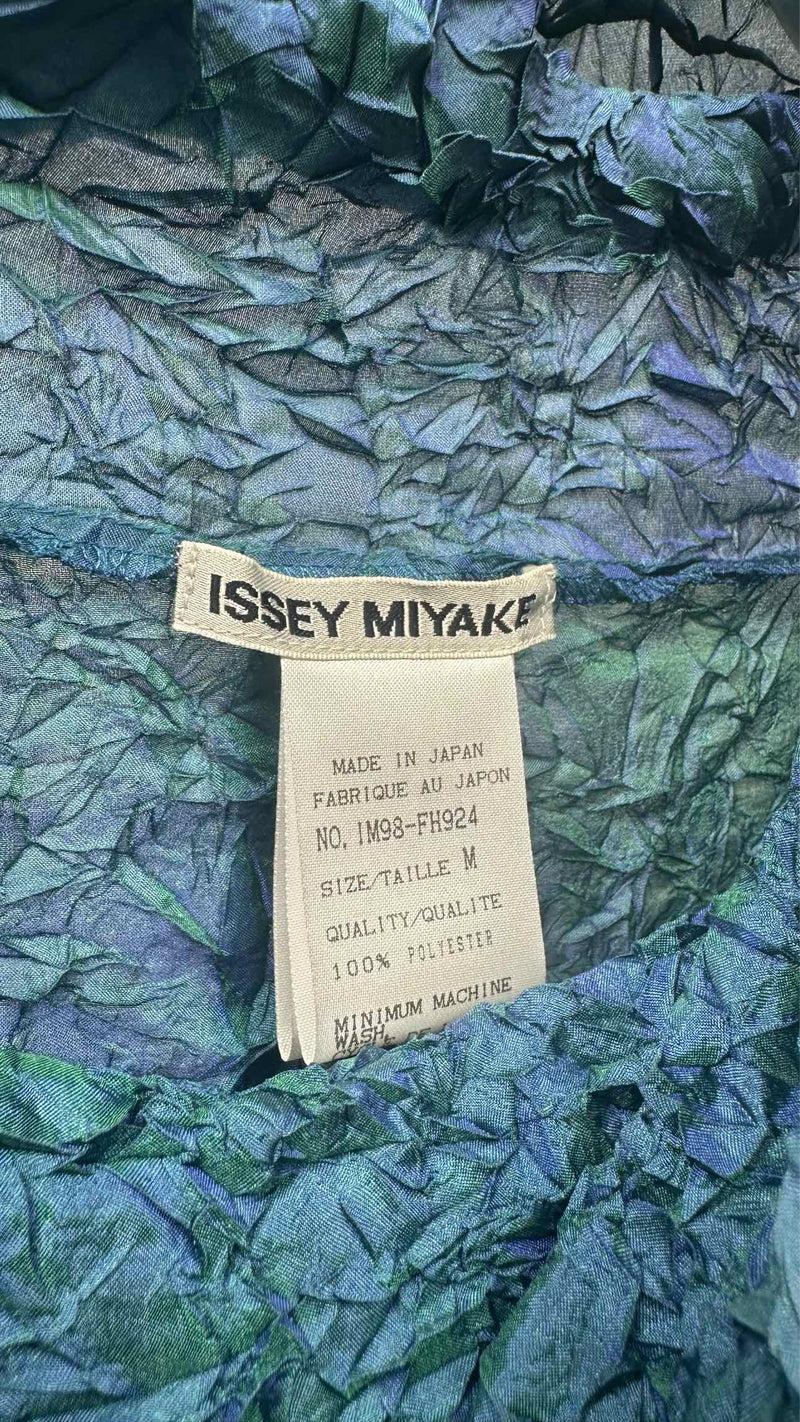 ISSEY MIYAKE
MADE IN JAPAN
FABRIQUE AU JAPON
NO. IM98-FH924
SIZE/TAILLE M
QUALITY/QUALITE
100% POLYESTER
MINIMUM MACHINE
WASH.